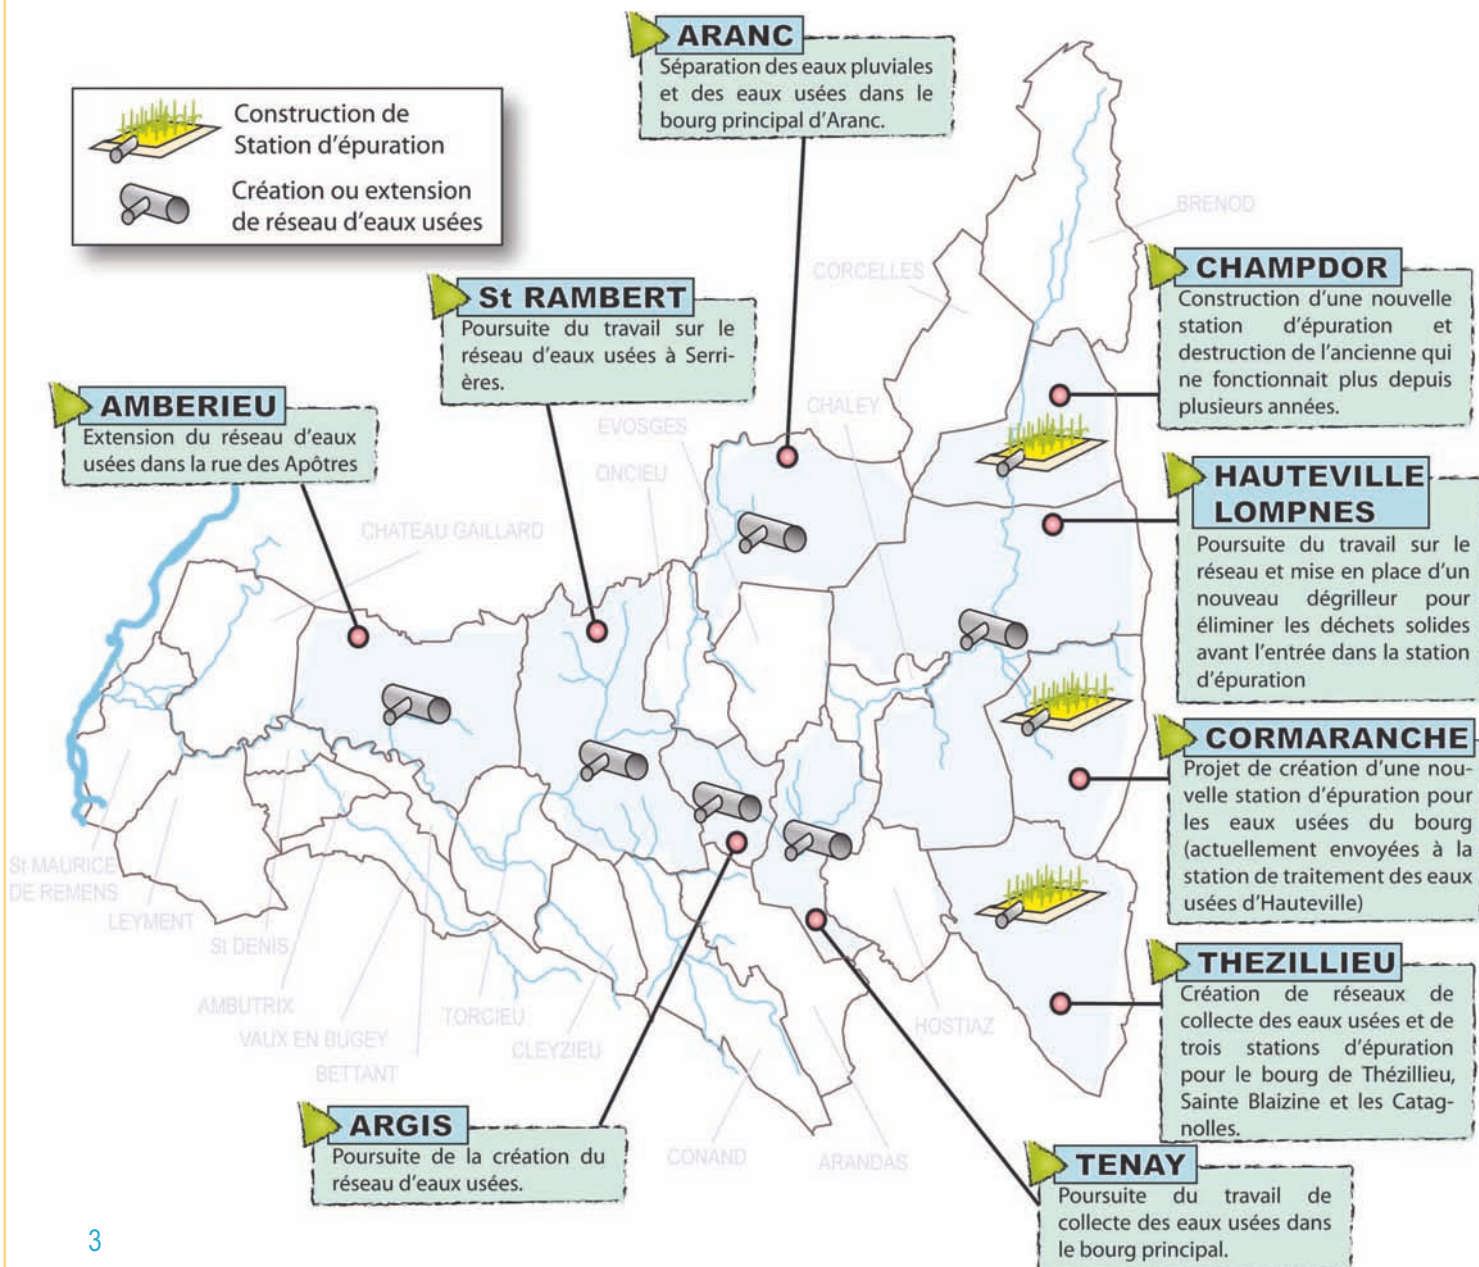 Construction de
Station d'épuration
Création ou extension
de réseau d'eaux usées
ARANC
Séparation des eaux pluviales
et des eaux usées dans le
bourg principal d'Aranc.
BRENOD
CORCELLES
CHAMPDOR
Construction d'une nouvelle
station d'épuration et
destruction de l'ancienne qui
ne fonctionnait plus depuis
plusieurs années.
St RAMBERT
Poursuite du travail sur le
réseau d'eaux usées à Serri-
ères.
AMBERIEU
Extension du réseau d'eaux
usées dans la rue des Apôtres
CHALEY
EVOSGES
ONCIEU
CHATEAU GAILLARD
HAUTEVILLE
LOMPNES
Poursuite du travail sur le
réseau et mise en place d'un
nouveau dégrilleur pour
éliminer les déchets solides
avant l'entrée dans la station
d'épuration
CORMARANCHE
Projet de création d'une nou-
velle station d'épuration pour
les eaux usées du bourg
(actuellement envoyées à la
station de traitement des eaux
usées d'Hauteville)
St MAURICE
DE REMENS
LEYMENT
St DENIS
AMBUTRIX
VAUX EN BUGEY
BETTANT
TORCIEU
CLEYZIEU
HOSTIAZ
CONAND
ARANDAS
THEZILLIEU
Création de réseaux de
collecte des eaux usées et de
trois stations d'épuration
pour le bourg de Thézillieu,
Sainte Blaizine et les Catag-
nolles.
ARGIS
Poursuite de la création du
réseau d'eaux usées.
TENAY
Poursuite du travail de
collecte des eaux usées dans
le bourg principal.
3